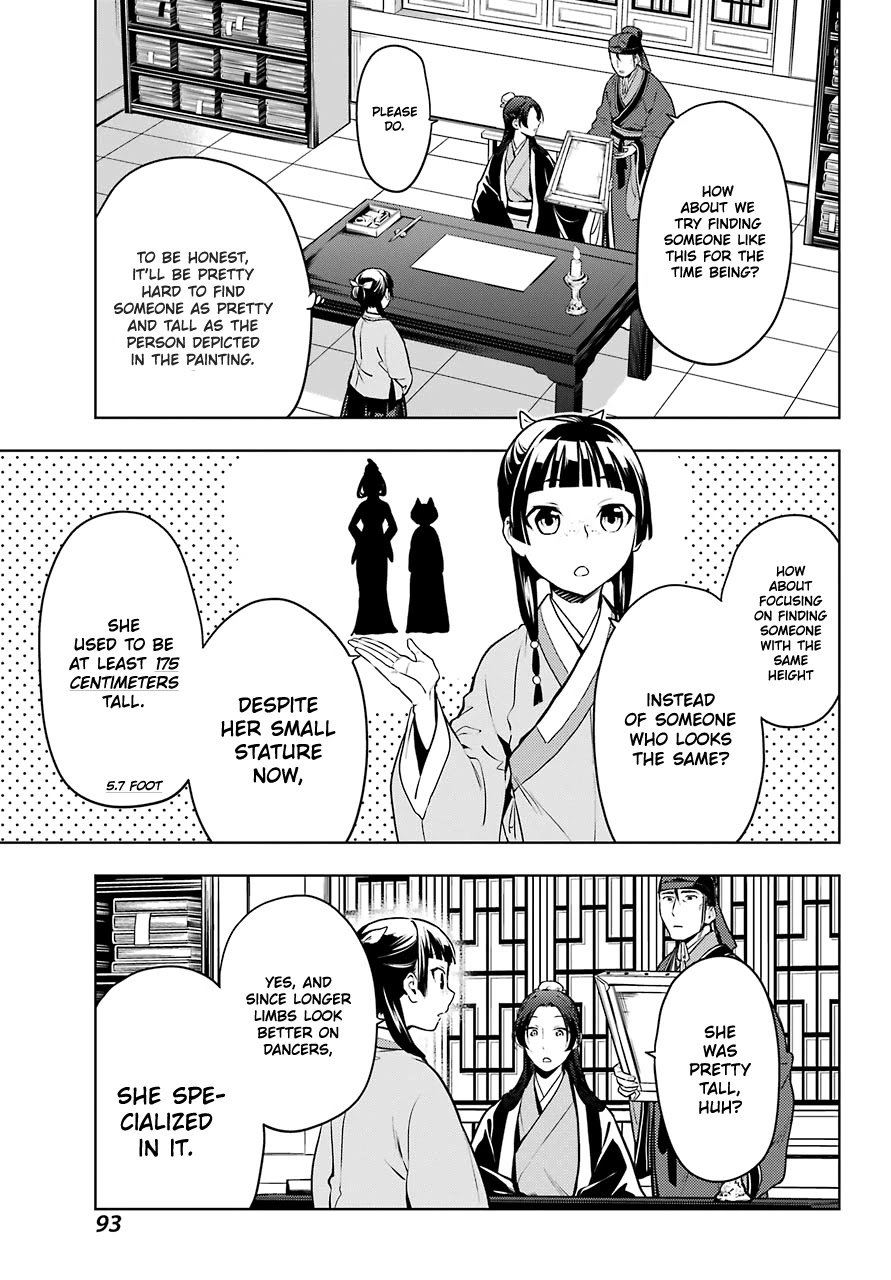 HOW
ABOUT WE
TRY FINDING
SOMEONE LIKE
THIS FOR THE
TIME BEING?
PLEASE
DO.
TO BE HONEST,
IT'LL BE PRETTY
HARD TO FIND
SOMEONE AS PRETTY
AND TALL AS THE
PERSON DEPICTED
IN THE PAINTING.
HOW
ABOUT
FOCUSING
ON FINDING
SOMEONE
WITH THE
SAME
HEIGHT
INSTEAD
OF SOMEONE
WHO LOOKS
THE SAME?
DESPITE
HER SMALL
STATURE
NOW,
SHE
USED TO BE
AT LEAST 175
CENTIMETERS
TALL.
5.7 FOOT
SHE
WAS
PRETTY
TALL,
HUH?
YES, AND
SINCE LONGER
LIMBS LOOK
BETTER ON
DANCERS,
SHE SPE-
CIALIZED
IN IT.
93